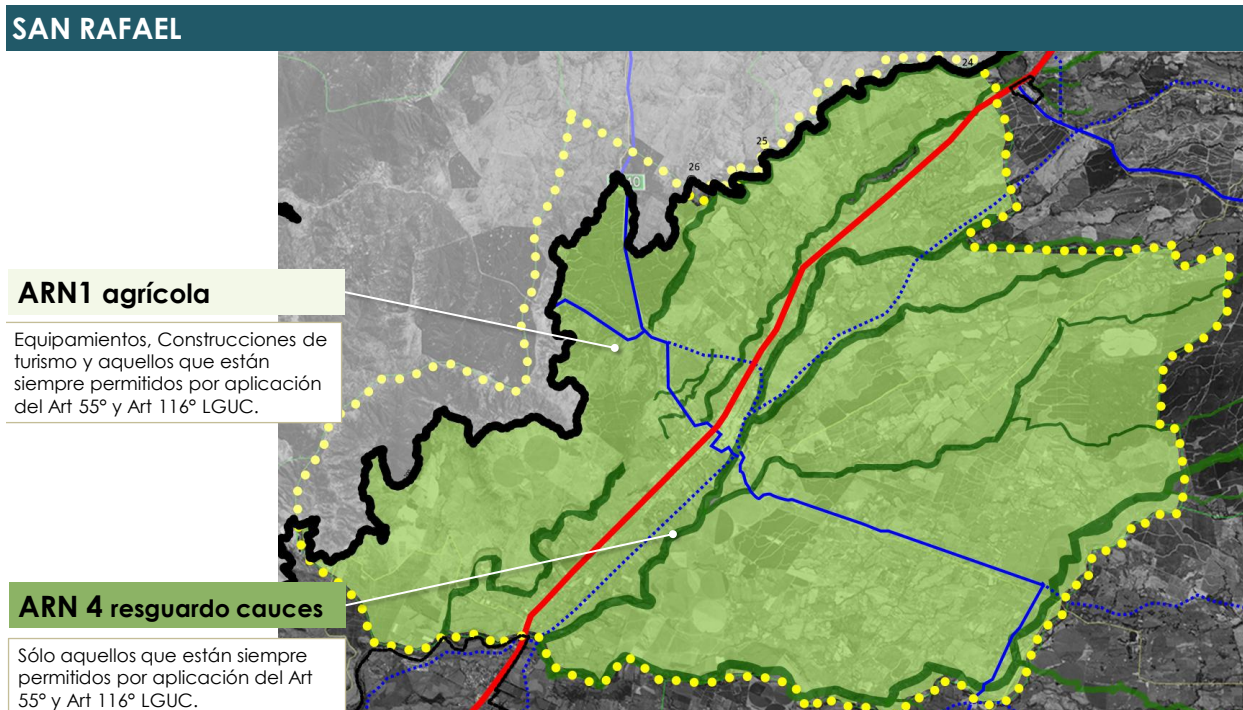 SAN RAFAEL
24
25
26
ARN1 agrícola
Equipamientos, Construcciones de
turismo y aquellos que están
siempre permitidos por aplicación
del Art 55° y Art 116° LGUC.
ARN 4 resguardo cauces
Sólo aquellos que están siempre
permitidos por aplicación del Art
55° y Art 116° LGUC.